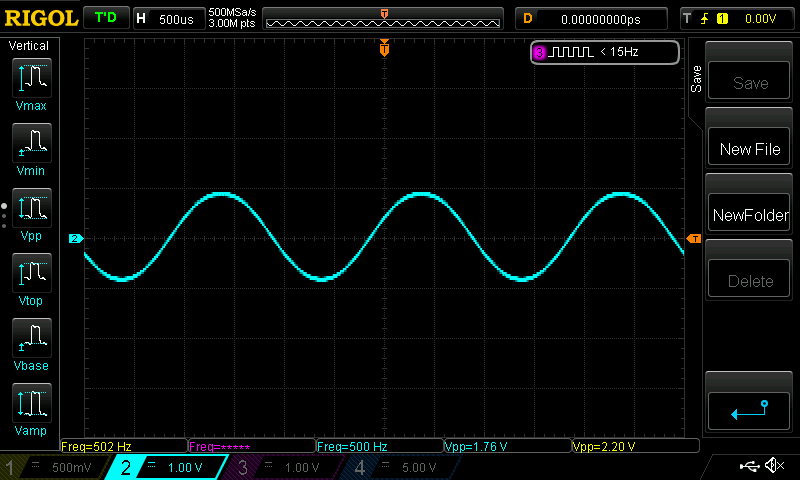 RIGOL T'D H 500us 500MSa/s 3.00M pts T D 0.00000000ps T 1 0.00V
Vertical
T
3 < 15Hz
Save
Save
Vmax
New File
Vmin
NewFolder
Vpp
2
T
Delete
Vtop
Vbase
Vamp
Freq=502 Hz Freq=***** Freq=500 Hz Vpp=1.76 V Vpp=2.20 V
1 500mV 2 1.00 V 3 1.00 V 4 5.00 V